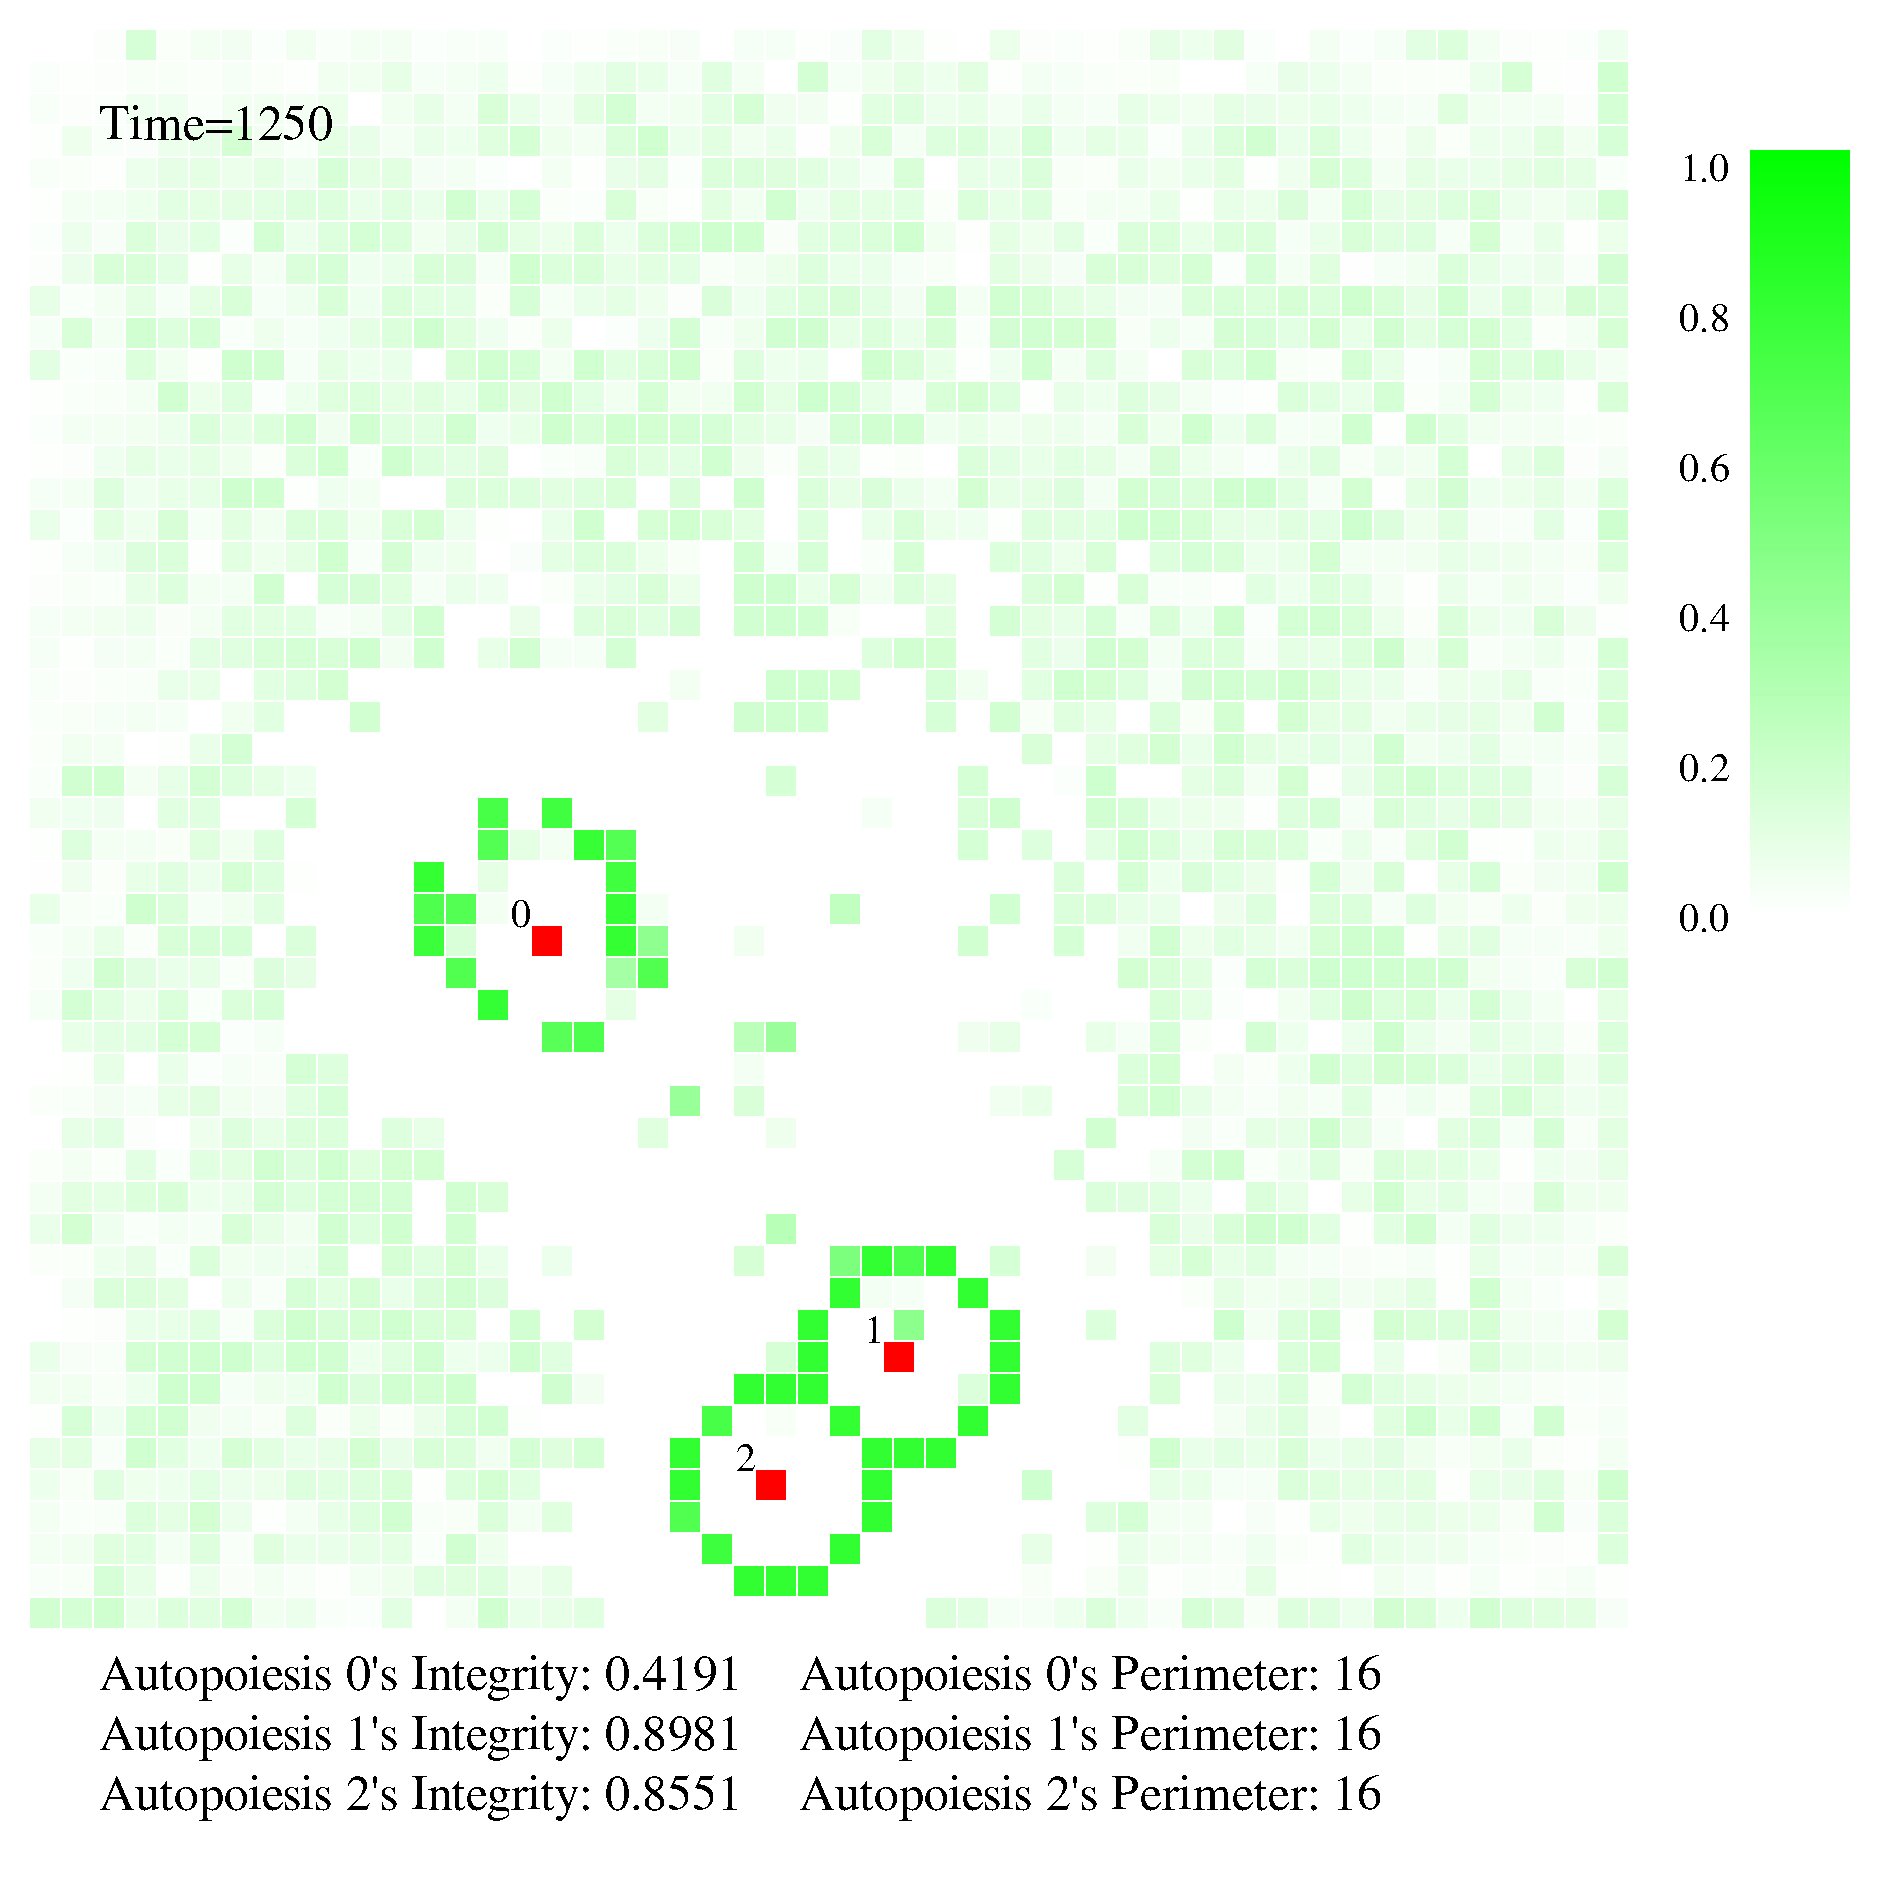 Time=1250
1.0
0.8
0.6
0.4
0.2
0.0
0
1
2
Autopoiesis 0's Integrity: 0.4191 Autopoiesis 0's Perimeter: 16
Autopoiesis 1's Integrity: 0.8981 Autopoiesis 1's Perimeter: 16
Autopoiesis 2's Integrity: 0.8551 Autopoiesis 2's Perimeter: 16